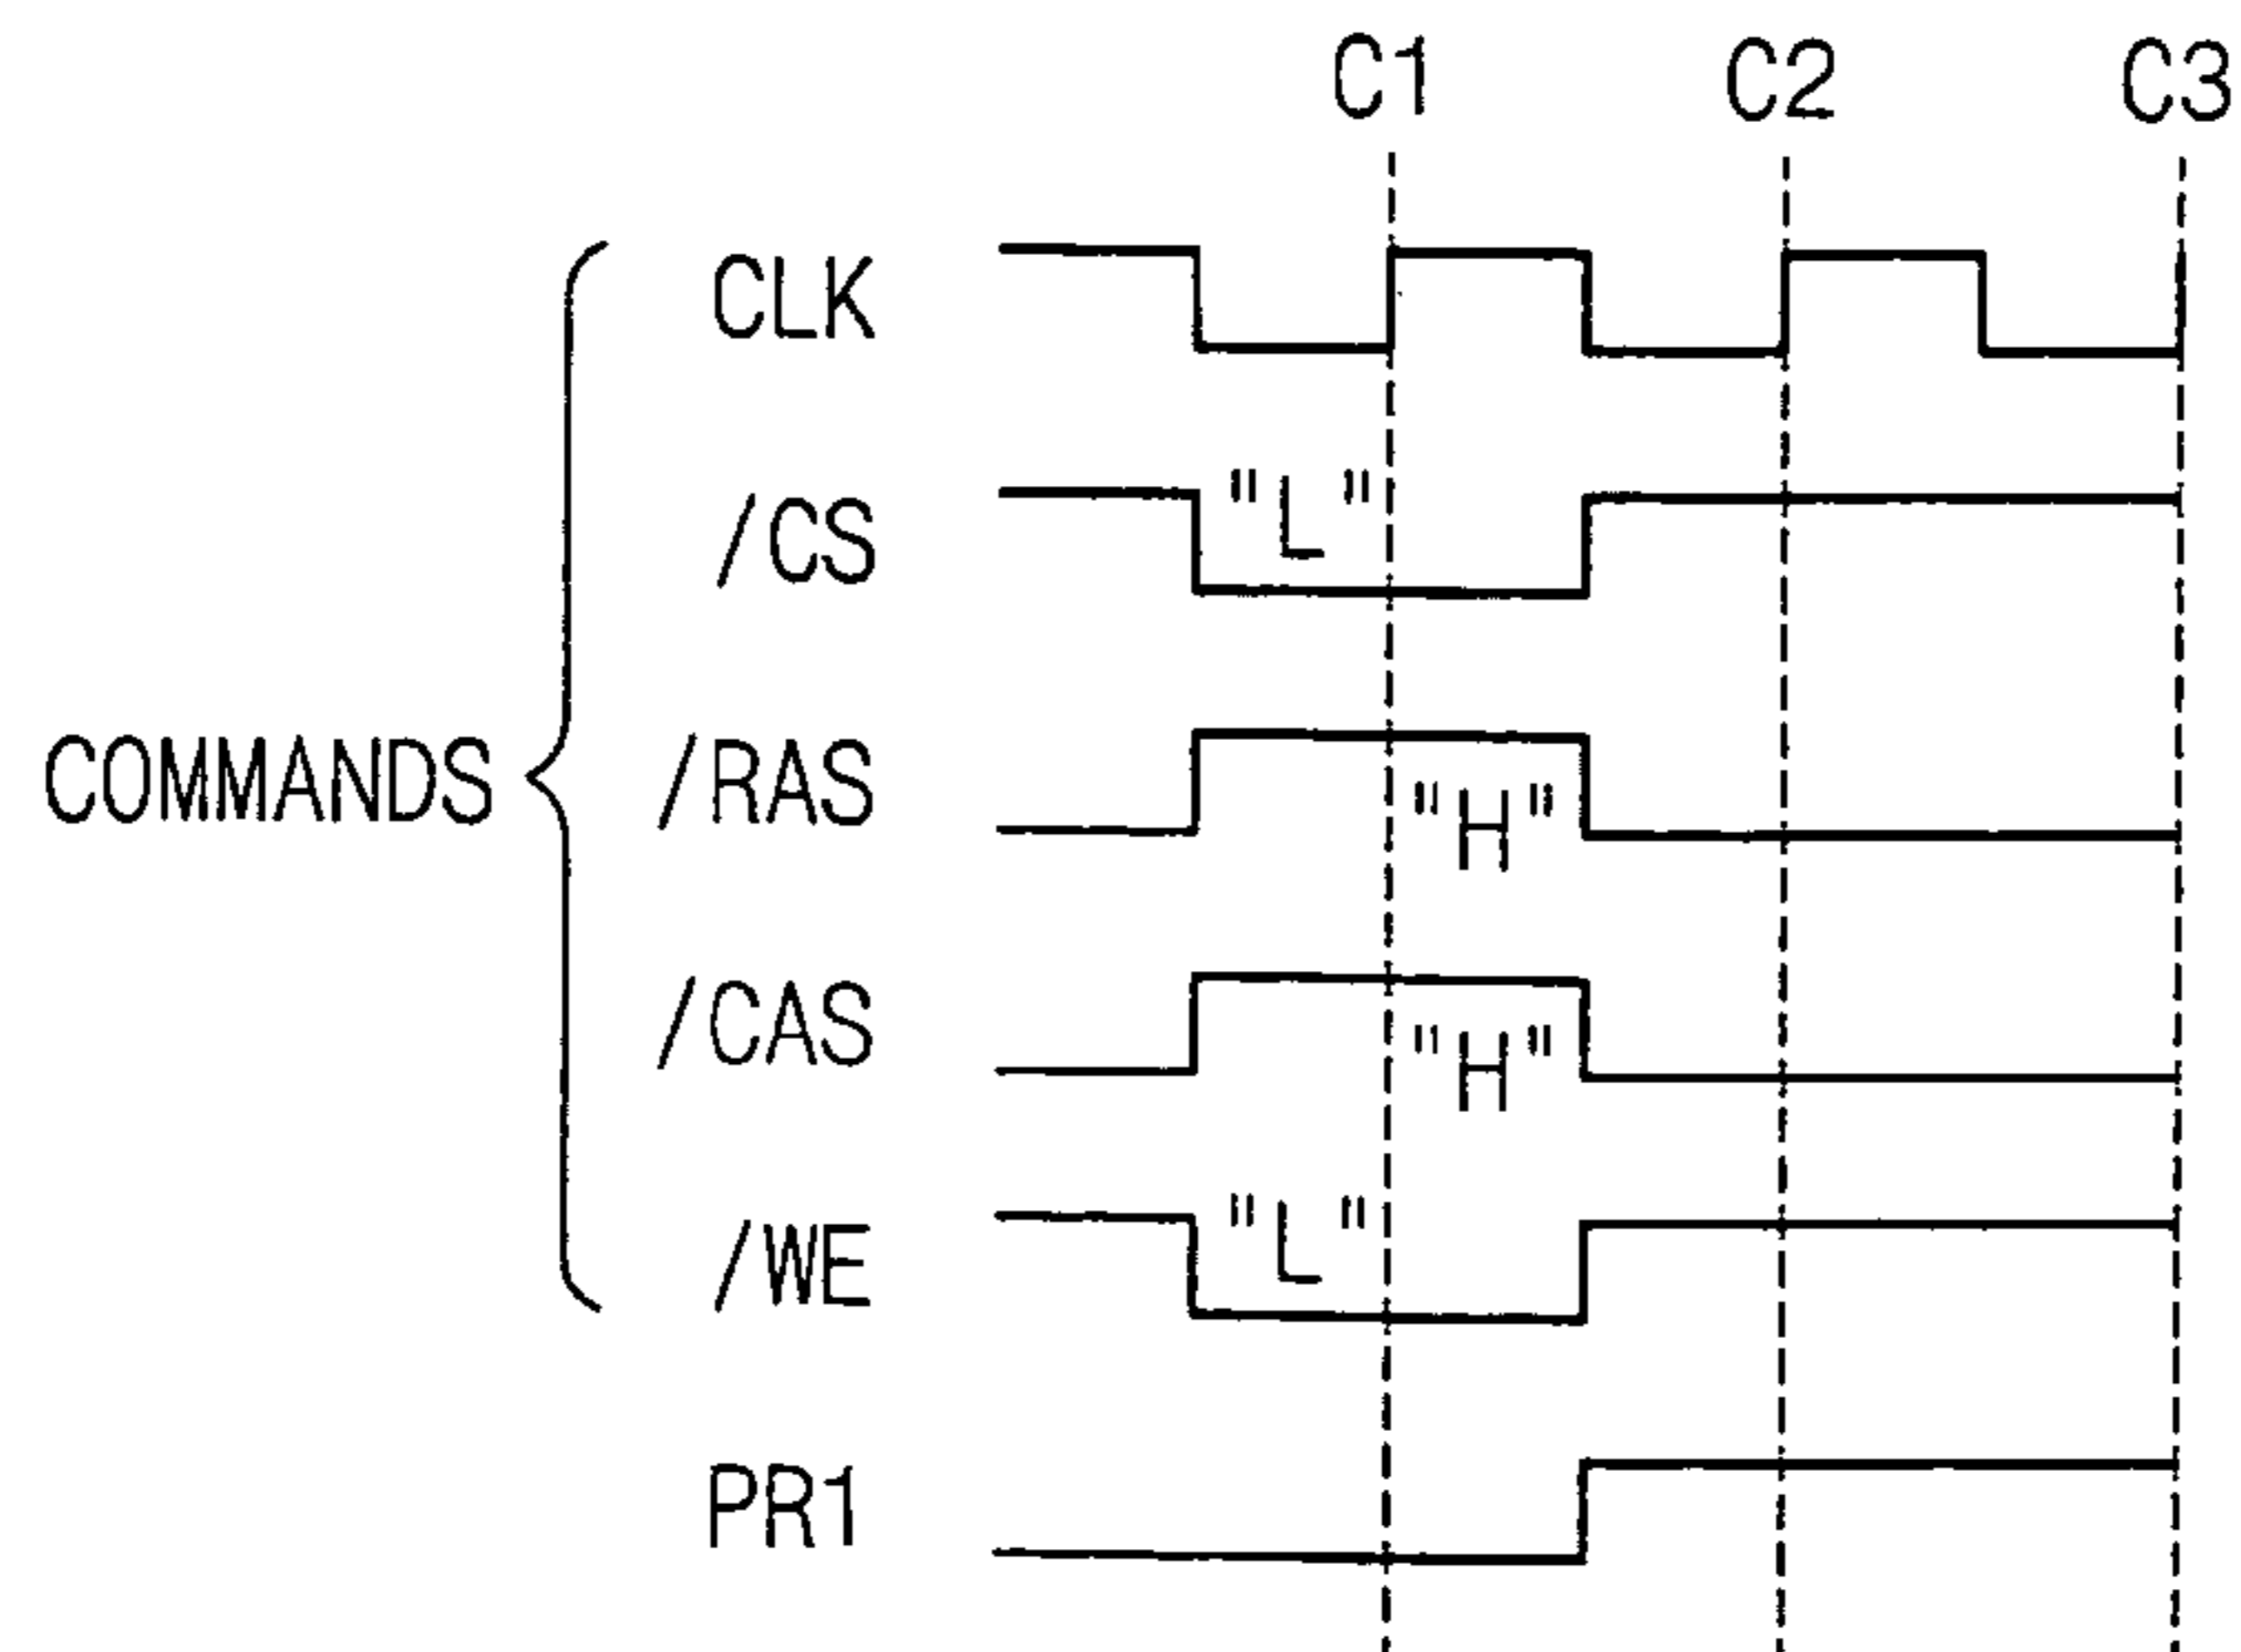 C1 C2 C3
CLK
/CS "L"
COMMANDS /RAS "H"
/CAS "H"
/WE "L"
PR1